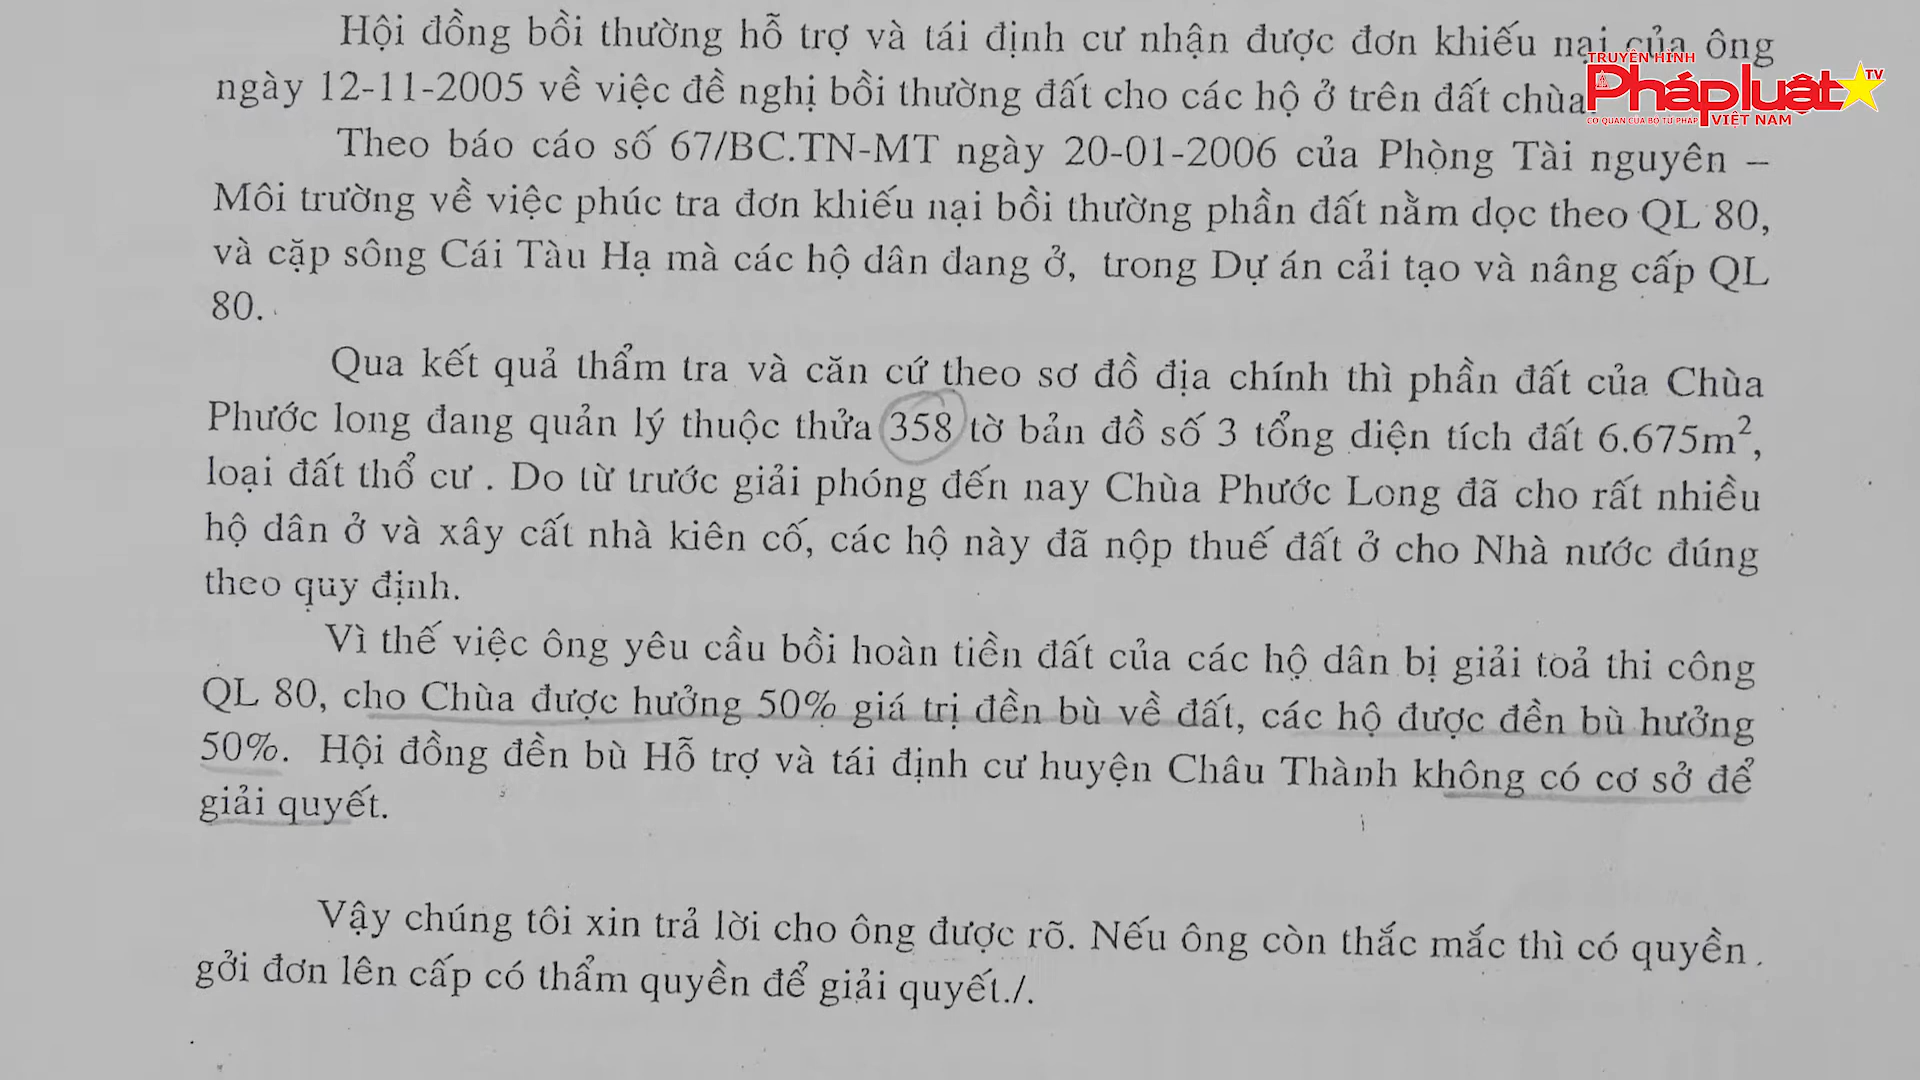 Hội đồng bồi thường hỗ trợ và tái định cư nhận được đơn khiếu nại của ông
ngày 12-11-2005 về việc đề nghị bồi thường đất cho các hộ ở trên đất chùa.
TRUYỀN HÌNH
Pháp luật TV
CƠ QUAN CỦA BỘ TƯ PHÁP VIỆT NAM
Theo báo cáo số 67/BC.TN-MT ngày 20-01-2006 của Phòng Tài nguyên –
Môi trường về việc phúc tra đơn khiếu nại bồi thường phần đất nằm dọc theo QL 80,
và cặp sông Cái Tàu Hạ mà các hộ dân đang ở, trong Dự án cải tạo và nâng cấp QL
80.
Qua kết quả thẩm tra và căn cứ theo sơ đồ địa chính thì phần đất của Chùa
Phước long đang quản lý thuộc thửa 358 tờ bản đồ số 3 tổng diện tích đất 6.675m²,
loại đất thổ cư . Do từ trước giải phóng đến nay Chùa Phước Long đã cho rất nhiều
hộ dân ở và xây cất nhà kiên cố, các hộ này đã nộp thuế đất ở cho Nhà nước đúng
theo quy định.
Vì thế việc ông yêu cầu bồi hoàn tiền đất của các hộ dân bị giải toả thi công
QL 80, cho Chùa được hưởng 50% giá trị đền bù về đất, các hộ được đền bù hưởng
50%. Hội đồng đền bù Hỗ trợ và tái định cư huyện Châu Thành không có cơ sở để
giải quyết.
Vậy chúng tôi xin trả lời cho ông được rõ. Nếu ông còn thắc mắc thì có quyền
gởi đơn lên cấp có thẩm quyền để giải quyết./.